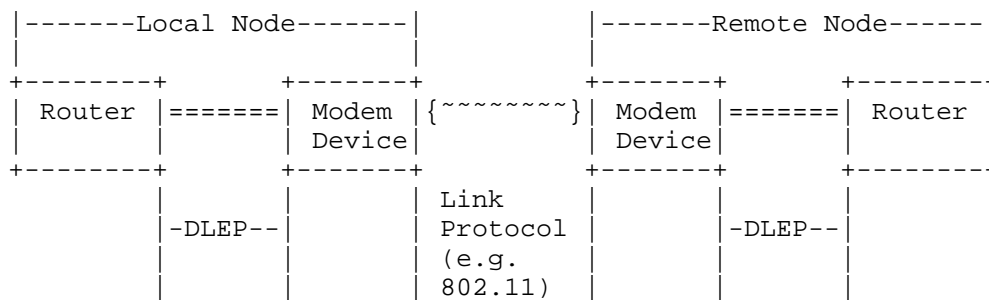 |-------Local Node-------|          |-------Remote Node------
|                        |          |
+--------+       +-------+          +-------+       +--------
| Router |=======| Modem |{~~~~~~~~}| Modem |=======| Router
|        |       | Device|          | Device|       |
+--------+       +-------+          +-------+       +--------
         |       |       | Link     |       |       |
         |-DLEP--|       | Protocol |       |-DLEP--|
         |       |       | (e.g.    |       |       |
         |       |       | 802.11)  |       |       |